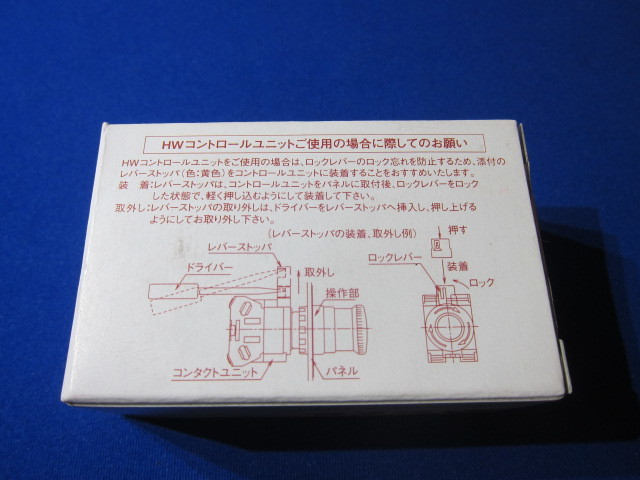 HWコントロールユニットご使用の場合に際してのお願い
HWコントロールユニットをご使用の場合は、ロックレバーのロック忘れを防止するため、添付の
レバーストッパ(色:黄色)をコントロールユニットに装着することをおすすめいたします。
装 着:レバーストッパは、コントロールユニットをパネルに取付後、ロックレバーをロック
した状態で、軽く押し込むようにして装着して下さい。
取外し:レバーストッパの取り外しは、ドライバーをレバーストッパへ挿入し、押し上げる
ようにしてお取り外し下さい。
(レバーストッパの装着、取外し例)
押す
レバーストッパ
ドライバー
取外し
ロックレバー
装着
ロック
操作部
コンタクトユニット
パネル